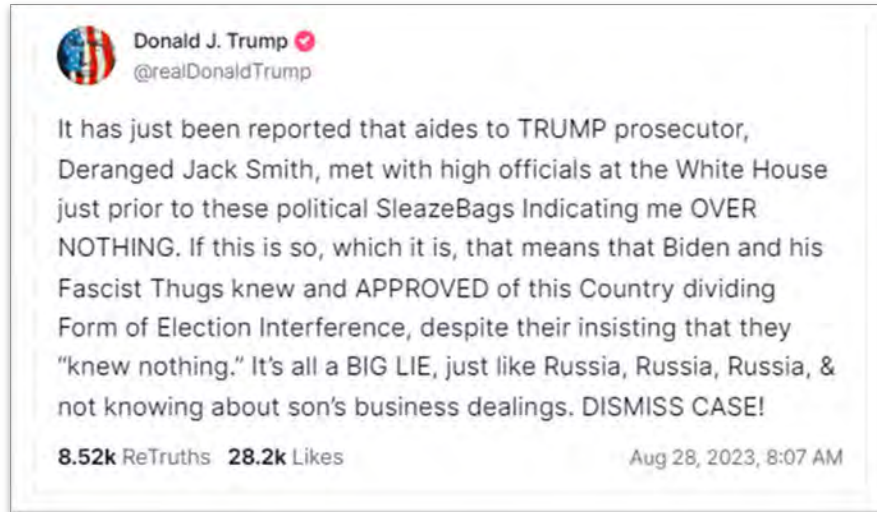 Donald J. Trump
@realDonaldTrump
It has just been reported that aides to TRUMP prosecutor,
Deranged Jack Smith, met with high officials at the White House
just prior to these political SleazeBags Indicating me OVER
NOTHING. If this is so, which it is, that means that Biden and his
Fascist Thugs knew and APPROVED of this Country dividing
Form of Election Interference, despite their insisting that they
“knew nothing.” It’s all a BIG LIE, just like Russia, Russia, Russia, &
not knowing about son’s business dealings. DISMISS CASE!
8.52k ReTruths 28.2k Likes Aug 28, 2023, 8:07 AM